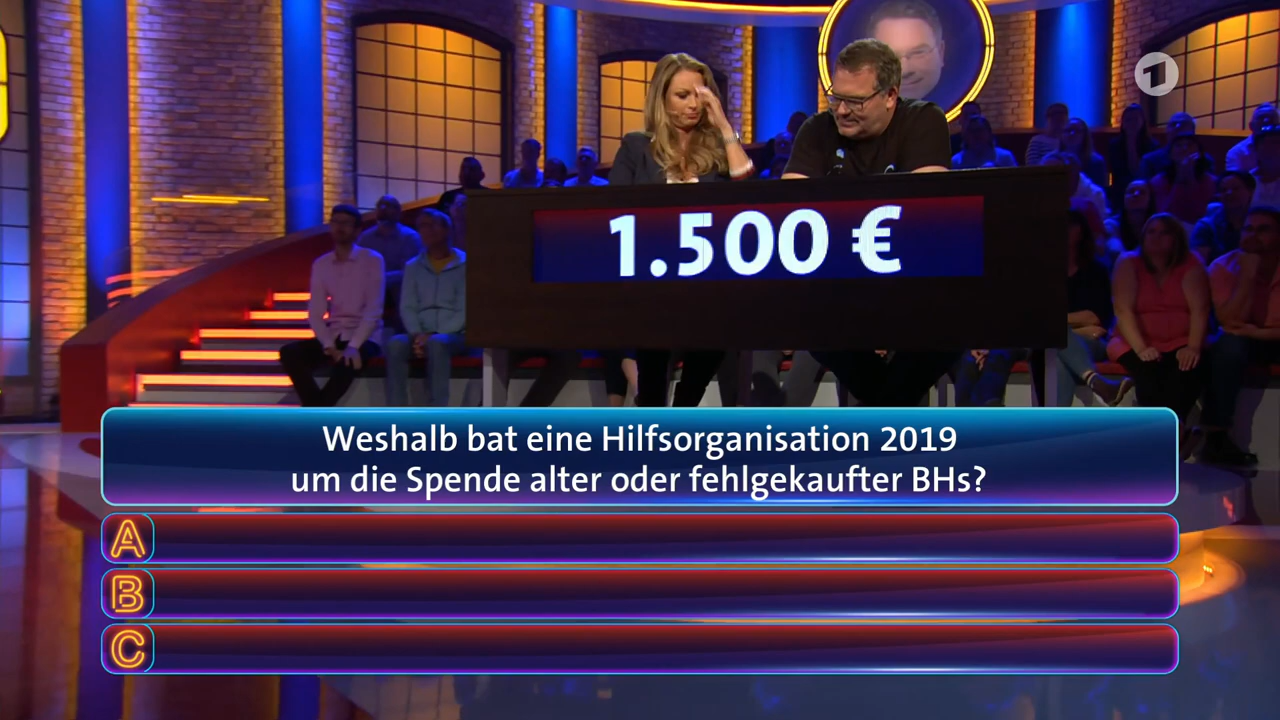 1
1.500 €
Weshalb bat eine Hilfsorganisation 2019
um die Spende alter oder fehlgekaufter BHs?
A
B
C